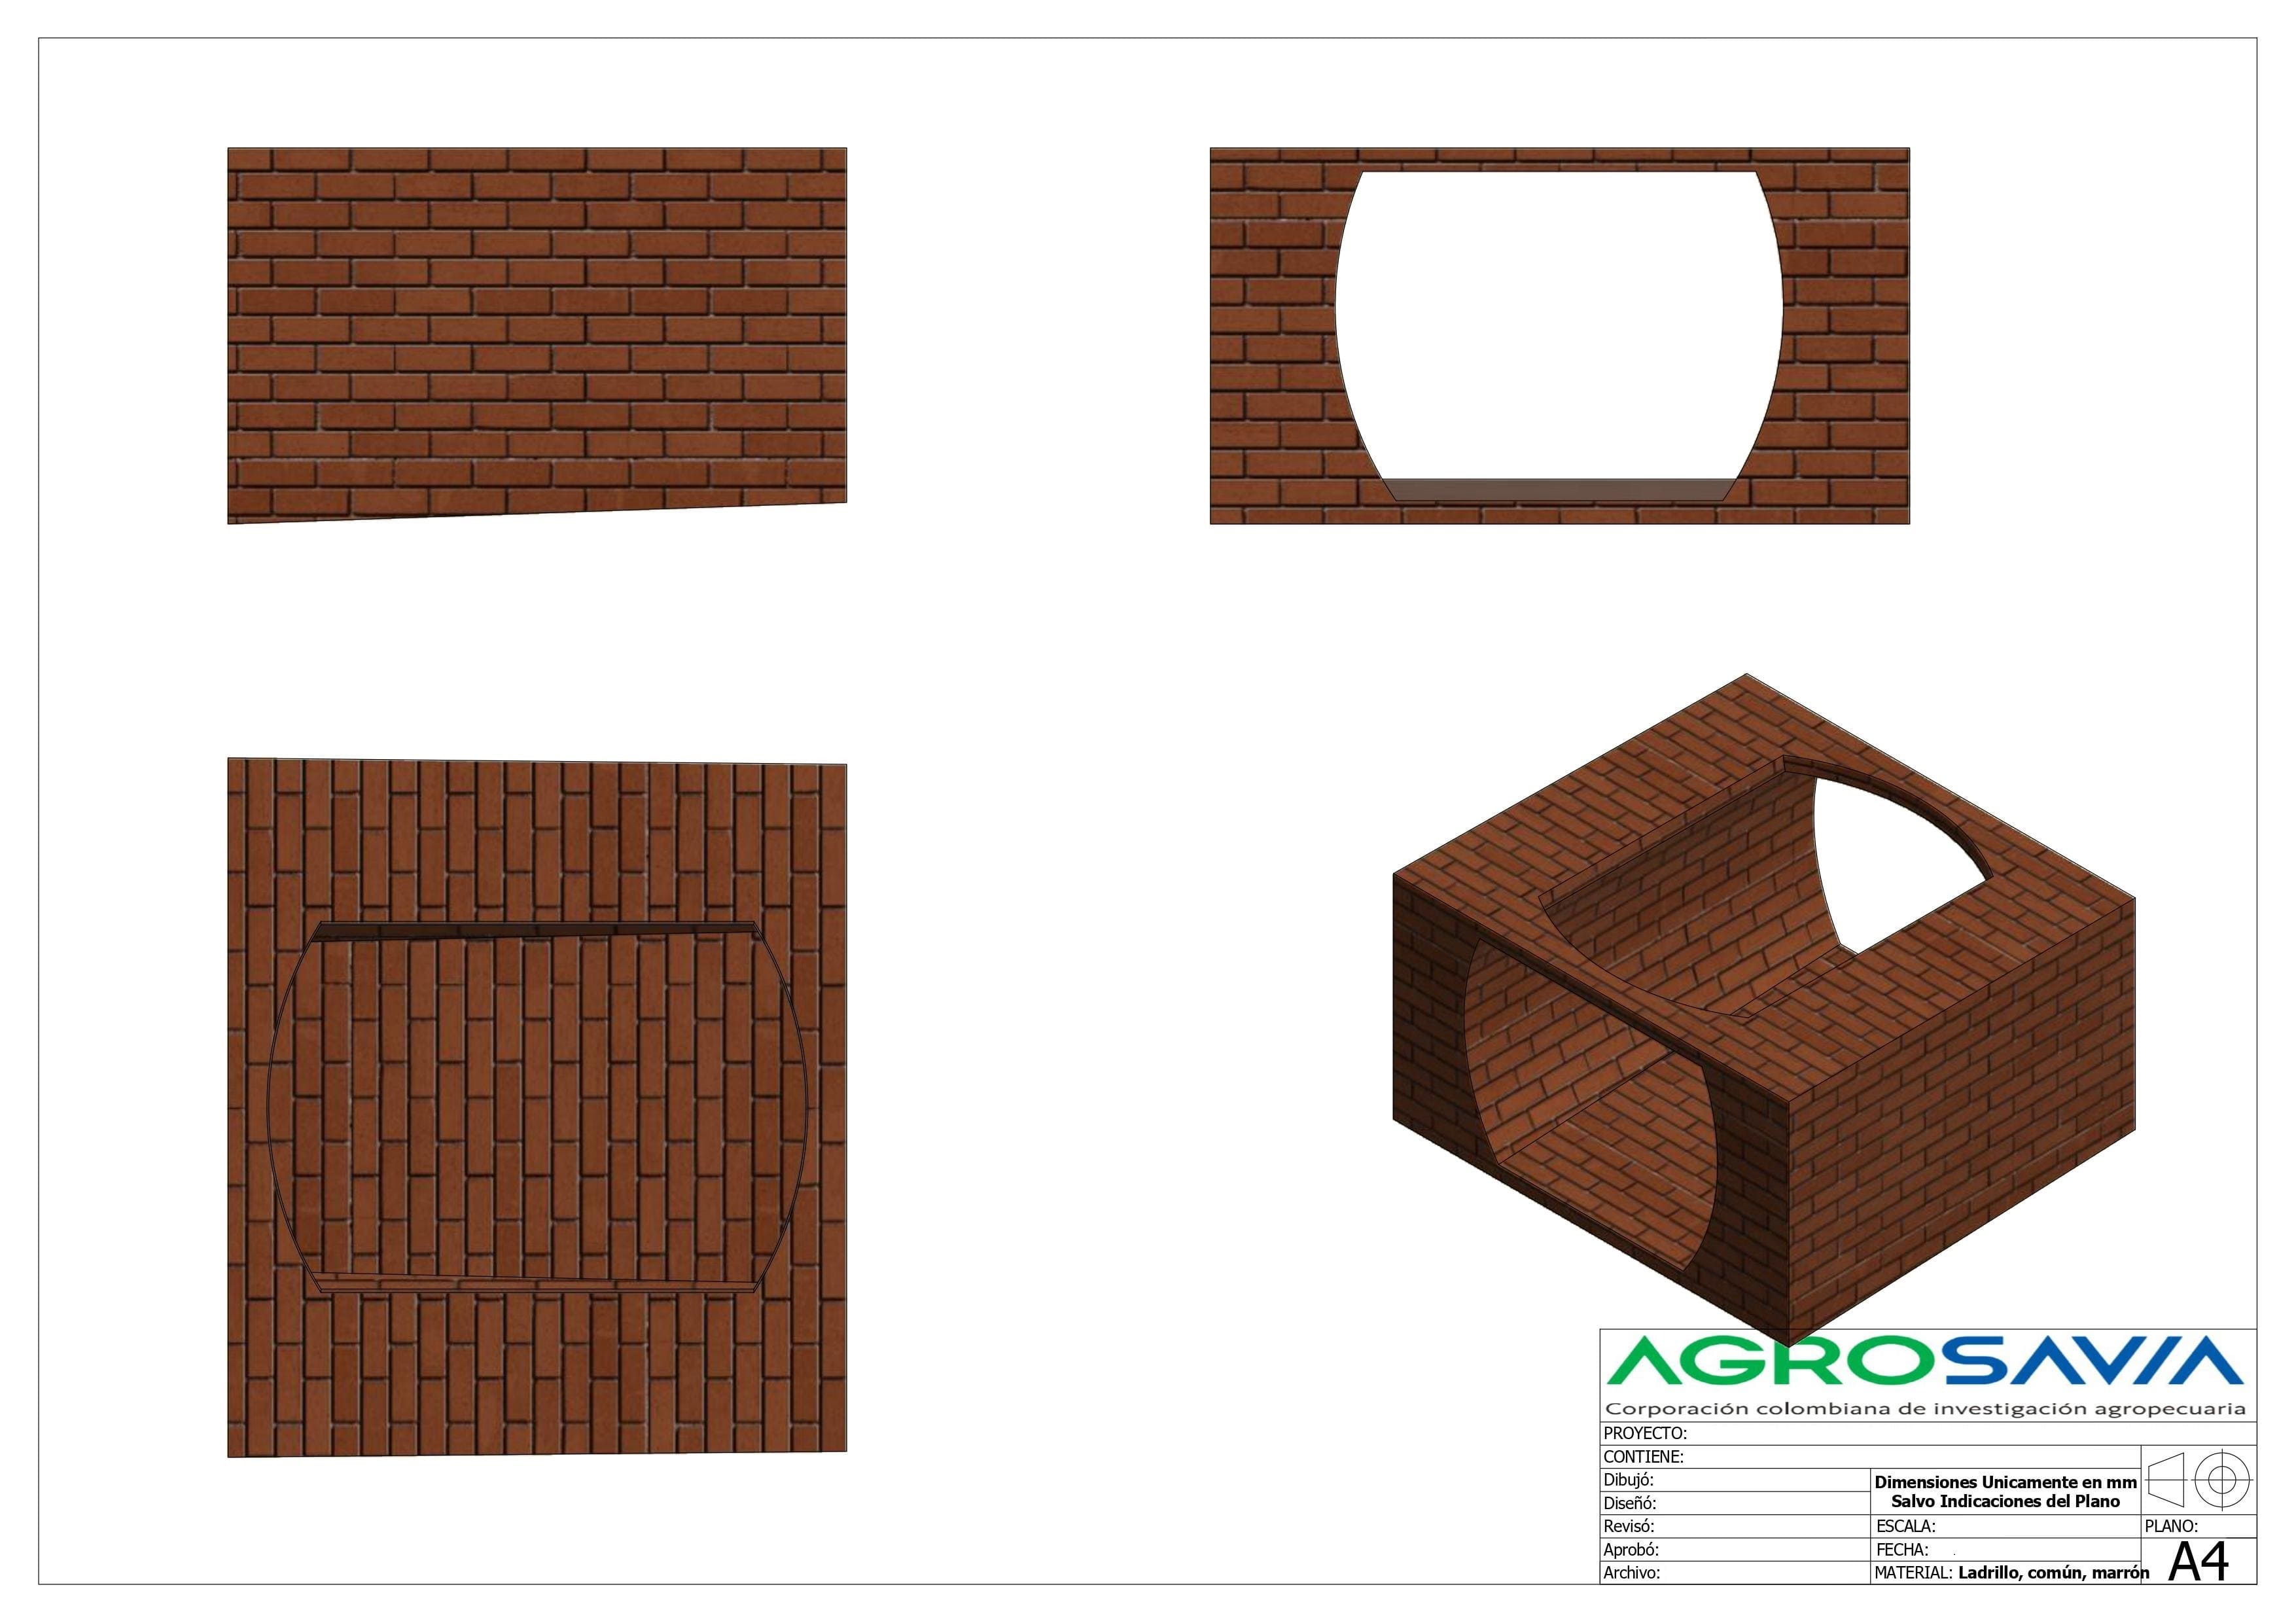 AGROSAVIA
Corporación colombiana de investigación agropecuaria
PROYECTO:
CONTIENE:
Dibujó:
Dimensiones Unicamente en mm
Salvo Indicaciones del Plano
Diseñó:
Revisó:
ESCALA:
PLANO:
Aprobó:
FECHA:
A4
Archivo:
MATERIAL: Ladrillo, común, marrón